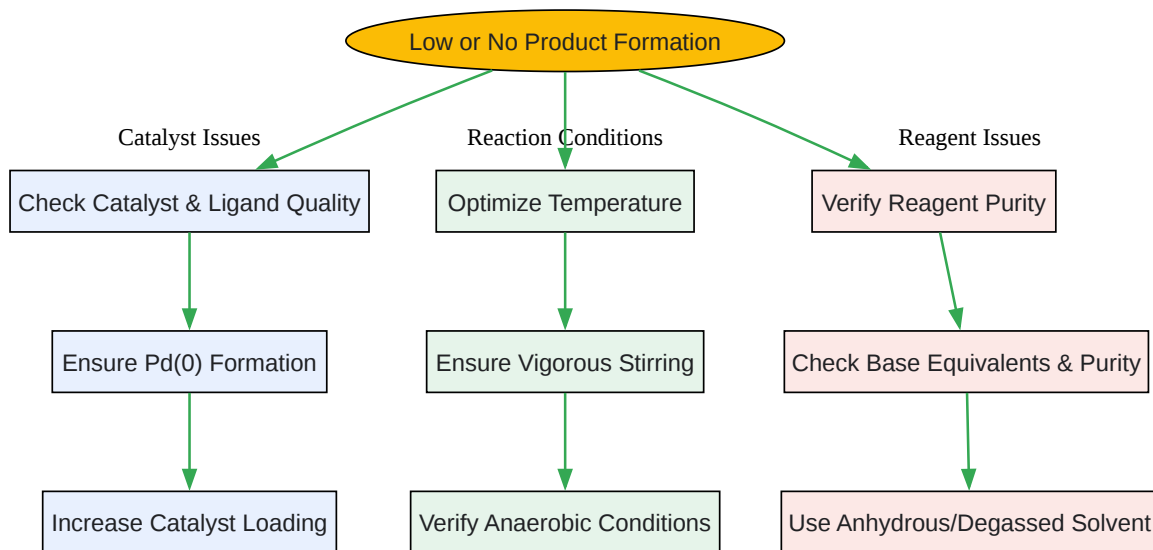 Low or No Product Formation
Catalyst Issues
Reaction Conditions
Reagent Issues
Check Catalyst & Ligand Quality
Optimize Temperature
Verify Reagent Purity
Ensure Pd(0) Formation
Ensure Vigorous Stirring
Check Base Equivalents & Purity
Increase Catalyst Loading
Verify Anaerobic Conditions
Use Anhydrous/Degassed Solvent